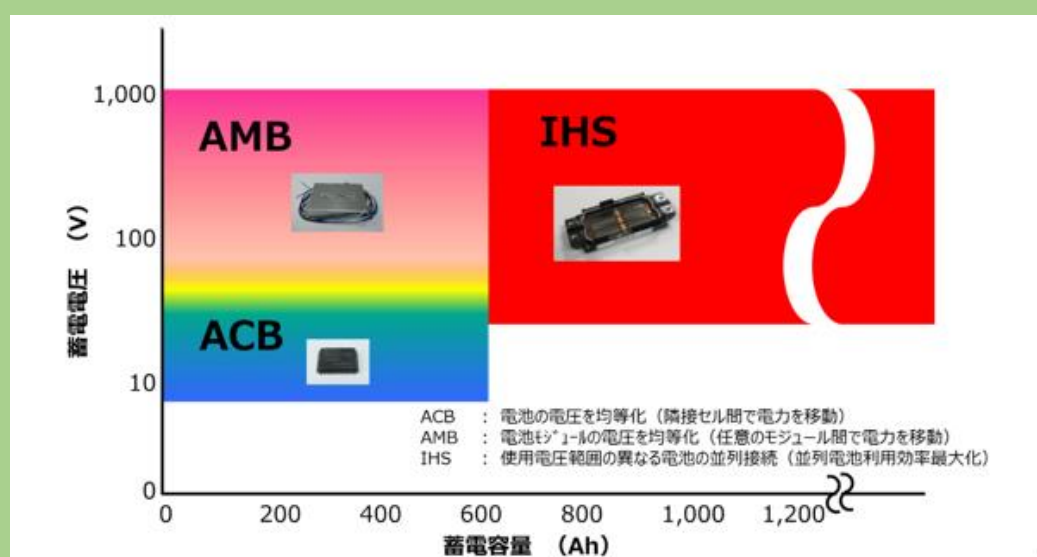 1,000
100
10
0
蓄電電圧 (V)
AMB
IHS
ACB
ACB : 電池の電圧を均等化(隣接セル間で電力を移動)
AMB : 電池ﾓｼﾞｭｰﾙの電圧を均等化(任意のモジュール間で電力を移動)
IHS : 使用電圧範囲の異なる電池の並列接続(並列電池利用効率最大化)
0 200 400 600 800 1,000 1,200
蓄電容量 (Ah)